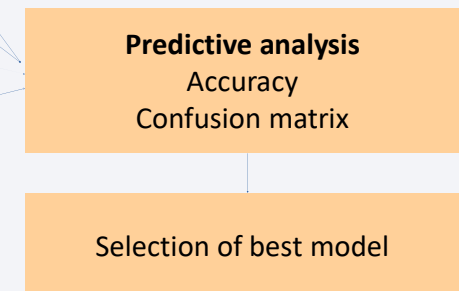 Predictive analysis
Accuracy
Confusion matrix
Selection of best model